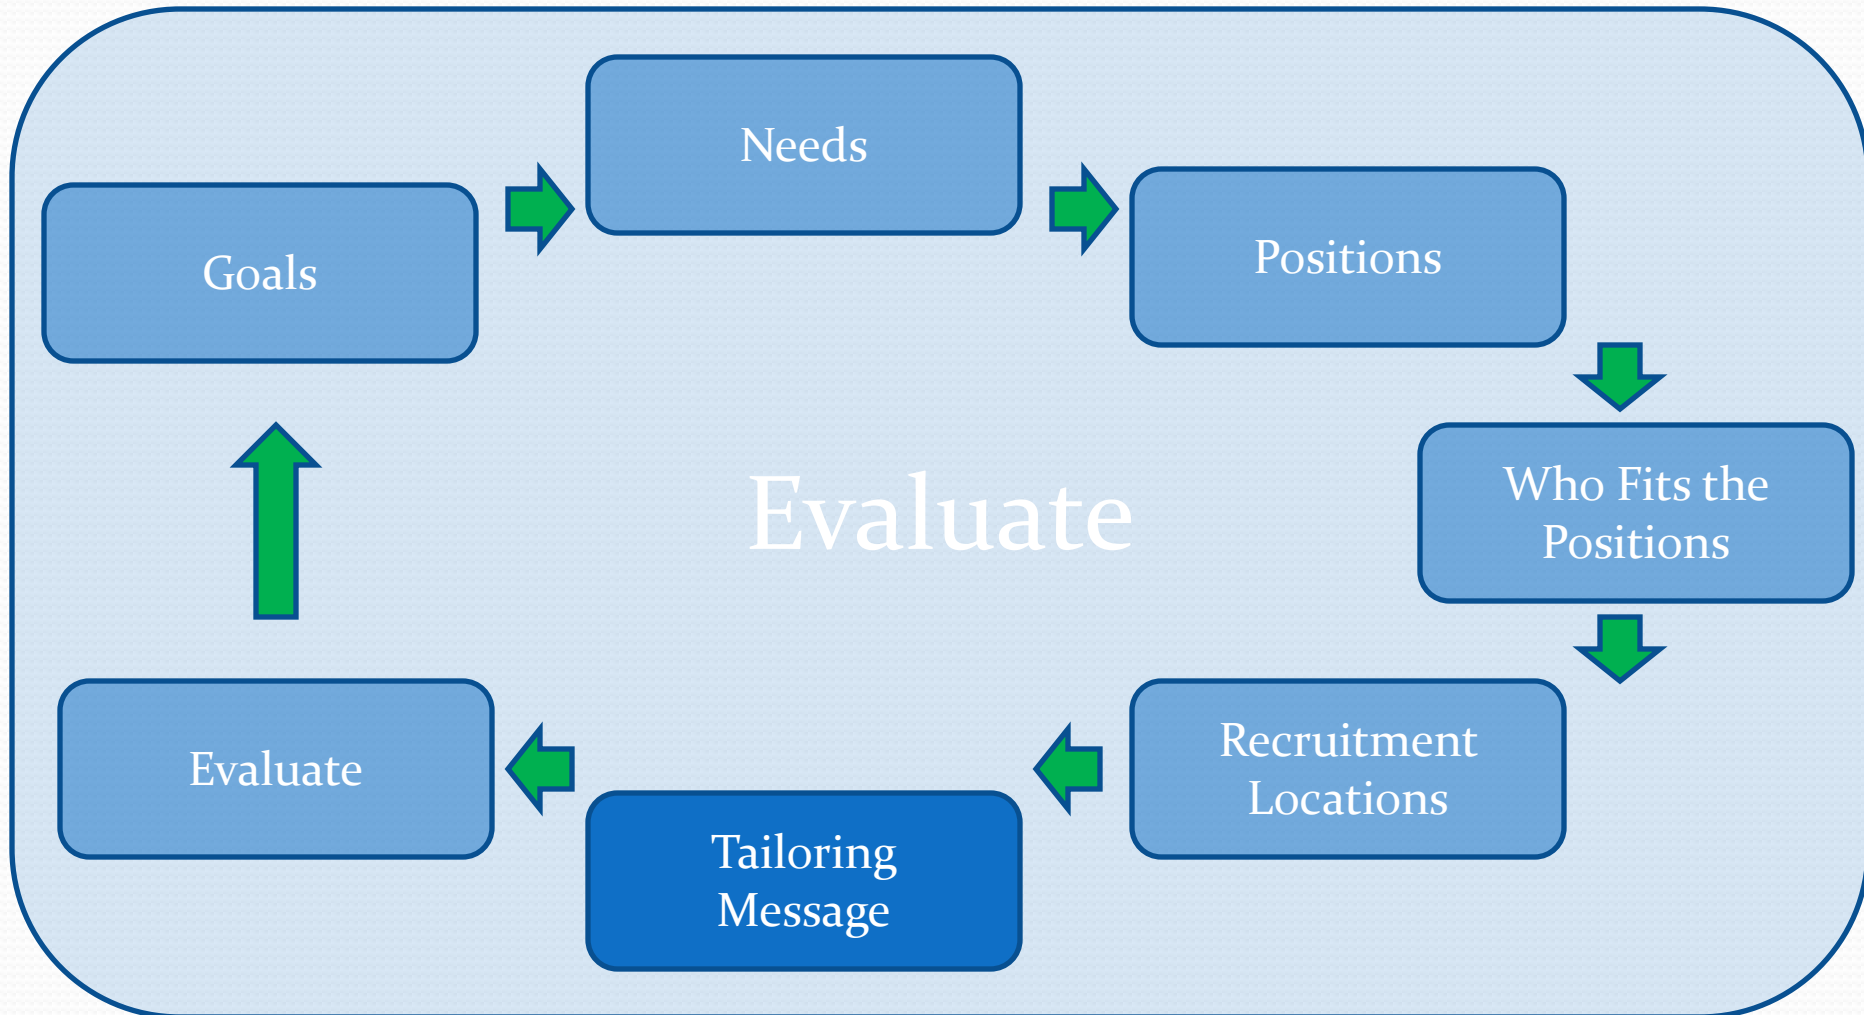 Needs
Goals
Positions
Evaluate
Who Fits the
Positions
Recruitment
Locations
Tailoring
Message
Evaluate